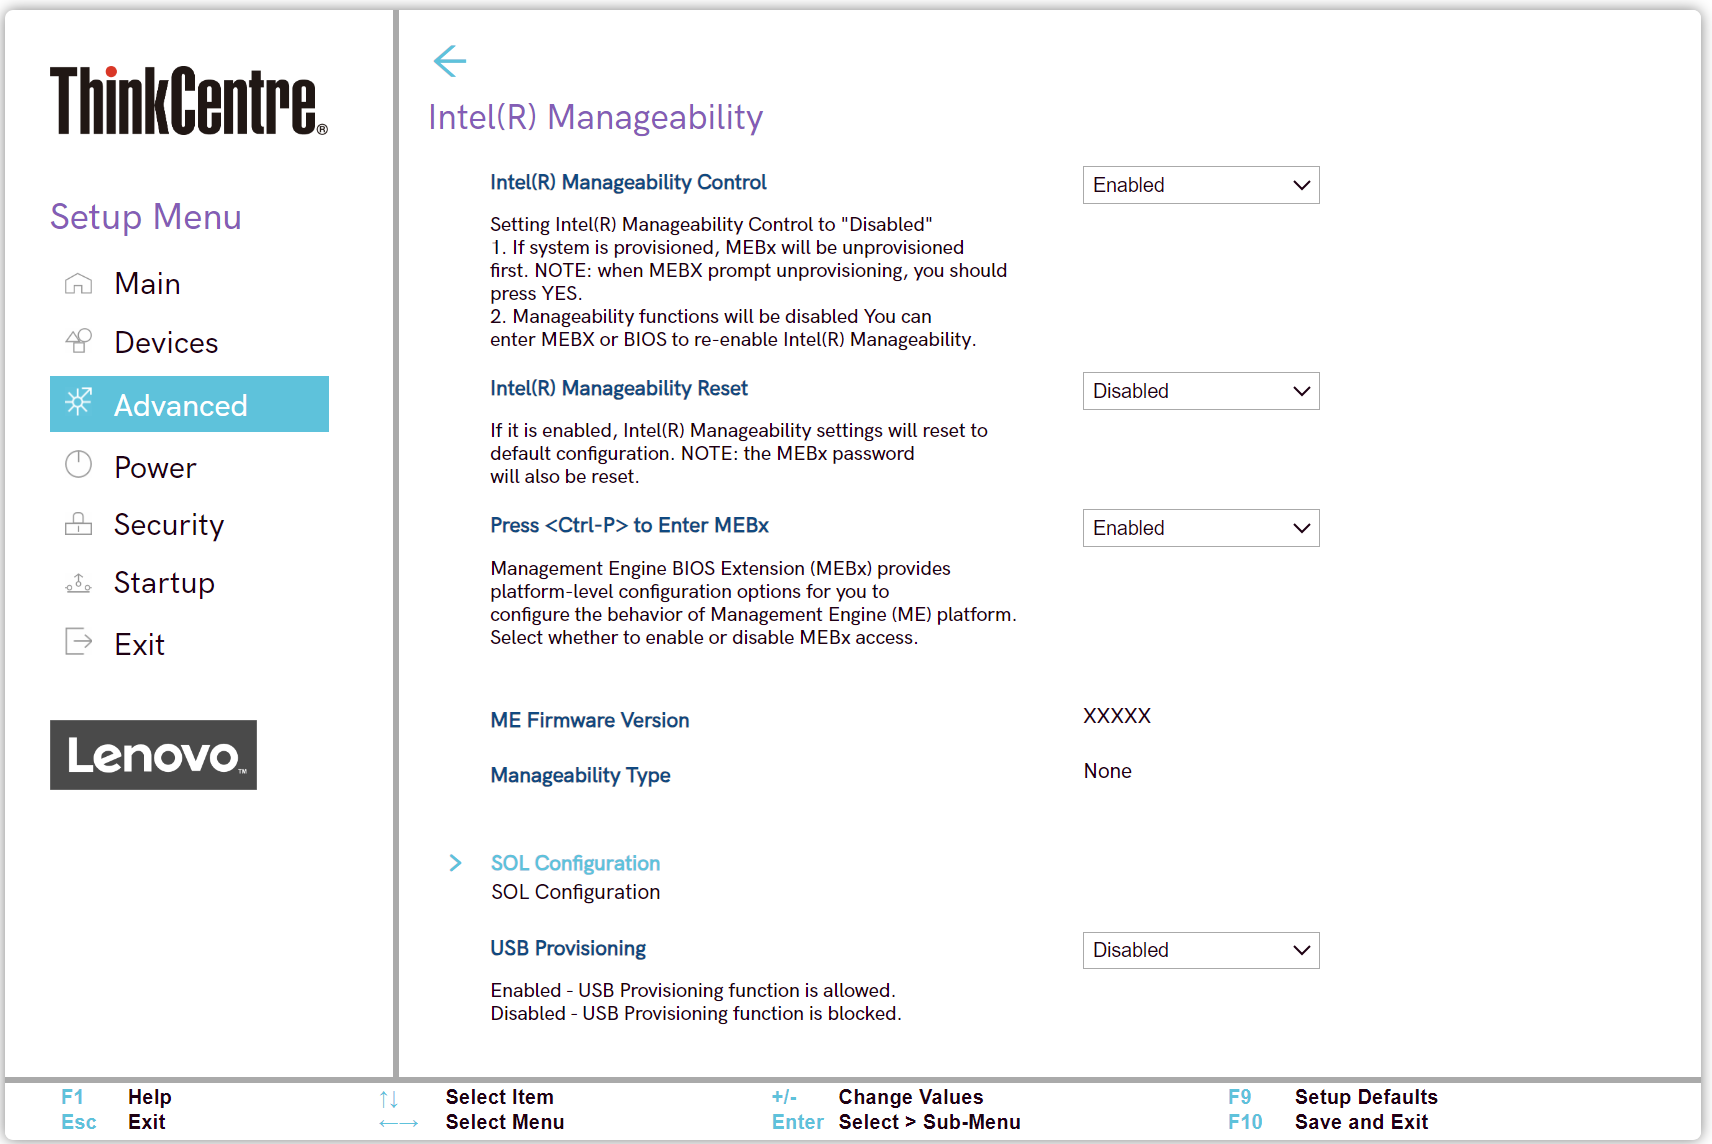 ThinkCentre®
Setup Menu
Main
Devices
Advanced
Power
Security
Startup
Exit
Lenovo™
Intel(R) Manageability
Intel(R) Manageability Control
Enabled
Setting Intel(R) Manageability Control to "Disabled"
1. If system is provisioned, MEBx will be unprovisioned
first. NOTE: when MEBX prompt unprovisioning, you should
press YES.
2. Manageability functions will be disabled You can
enter MEBX or BIOS to re-enable Intel(R) Manageability.
Intel(R) Manageability Reset
Disabled
If it is enabled, Intel(R) Manageability settings will reset to
default configuration. NOTE: the MEBx password
will also be reset.
Press <Ctrl-P> to Enter MEBx
Enabled
Management Engine BIOS Extension (MEBx) provides
platform-level configuration options for you to
configure the behavior of Management Engine (ME) platform.
Select whether to enable or disable MEBx access.
ME Firmware Version
XXXXX
Manageability Type
None
SOL Configuration
SOL Configuration
USB Provisioning
Disabled
Enabled - USB Provisioning function is allowed.
Disabled - USB Provisioning function is blocked.
F1 Help ↑↓ Select Item +/- Change Values F9 Setup Defaults
Esc Exit ←→ Select Menu Enter Select > Sub-Menu F10 Save and Exit